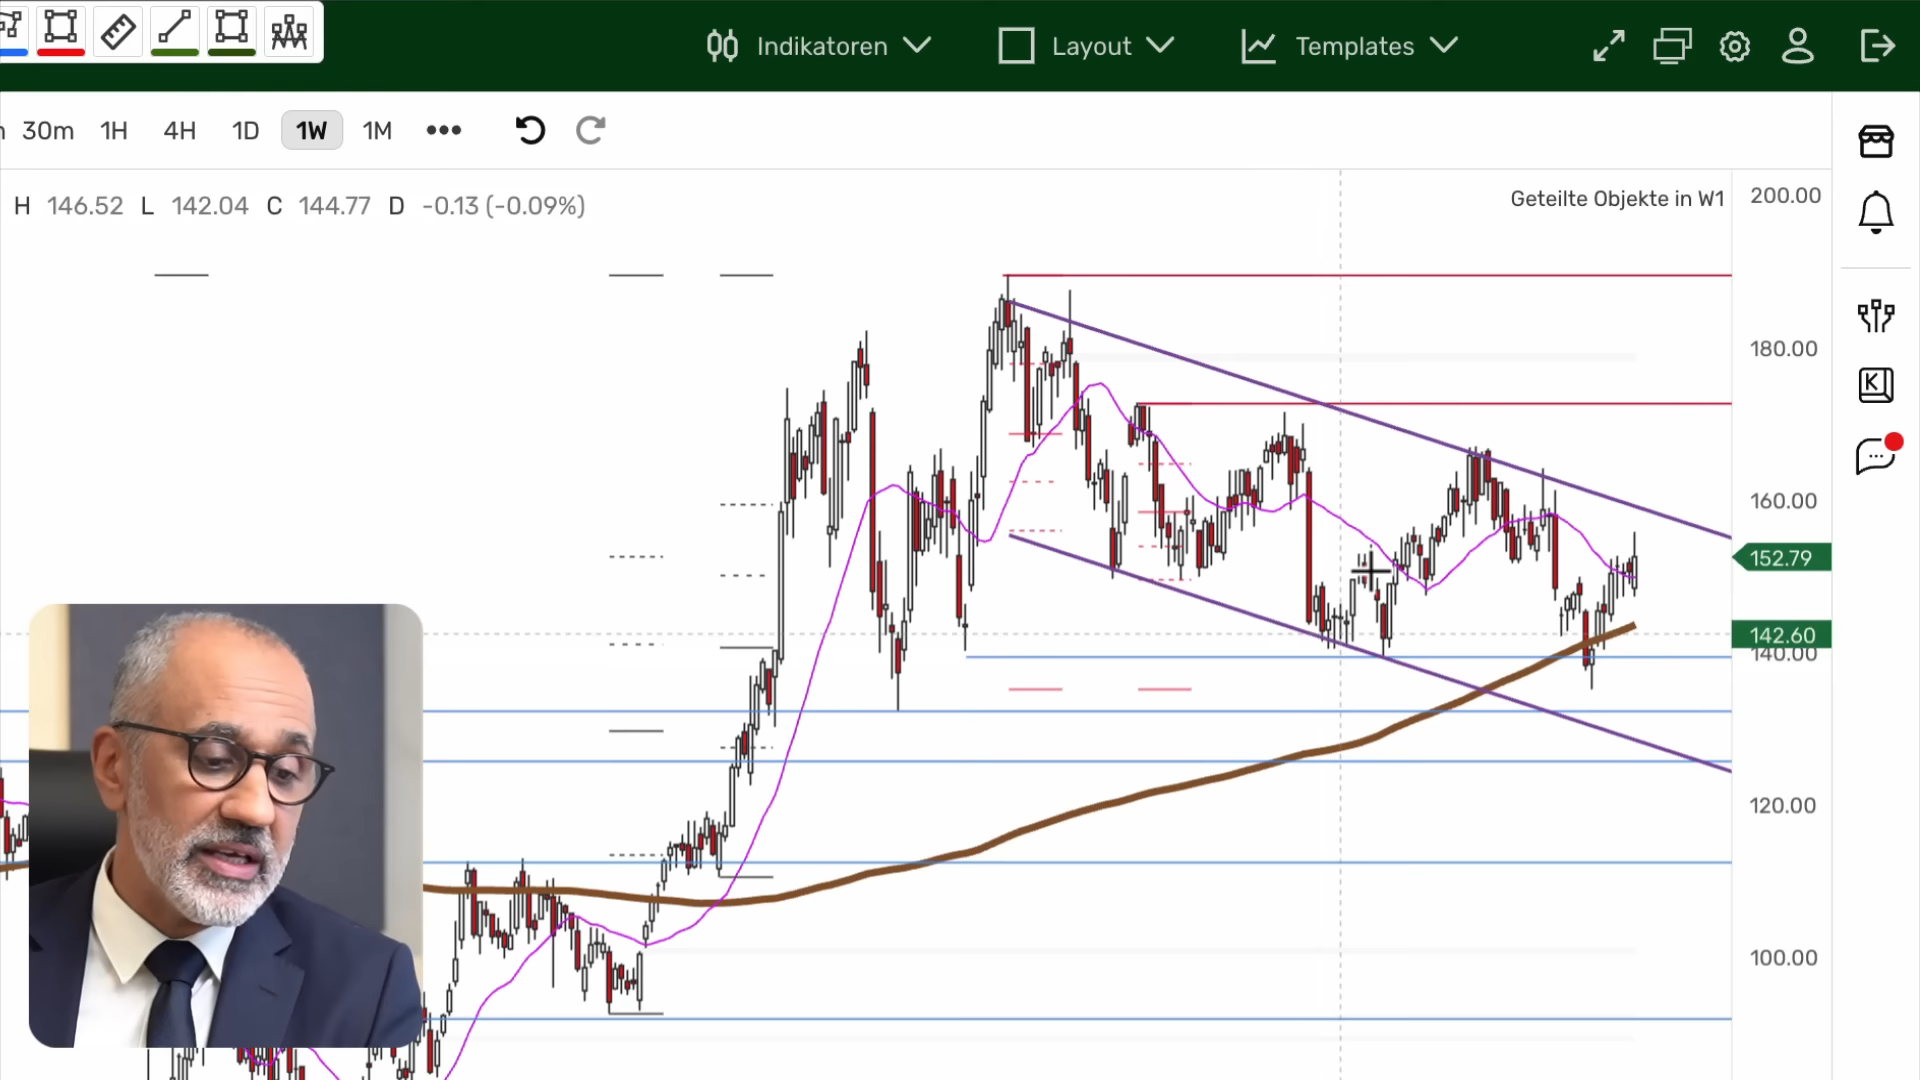 Indikatoren
Layout
Templates
30m 1H 4H 1D 1W 1M •••
H 146.52 L 142.04 C 144.77 D -0.13 (-0.09%)
Geteilte Objekte in W1
200.00
180.00
160.00
152.79
142.60
140.00
120.00
100.00
K